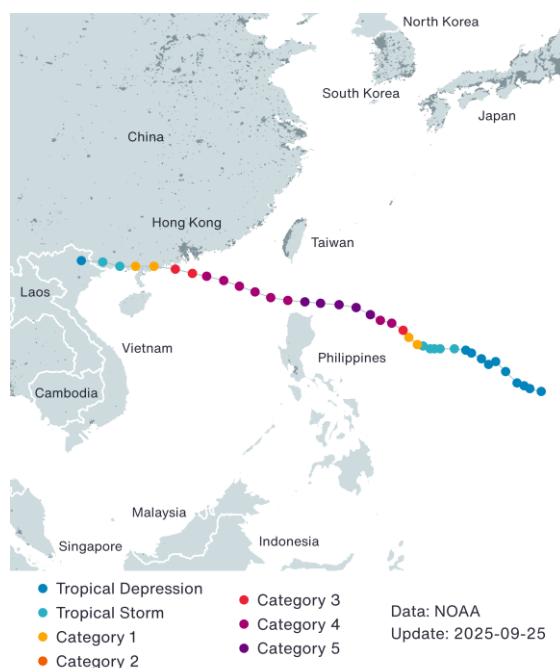 North Korea
South Korea
Japan
China
Hong Kong
Taiwan
Laos
Vietnam
Philippines
Cambodia
Malaysia
Singapore
Indonesia
Tropical Depression
Tropical Storm
Category 1
Category 2
Category 3
Category 4
Category 5
Data: NOAA
Update: 2025-09-25